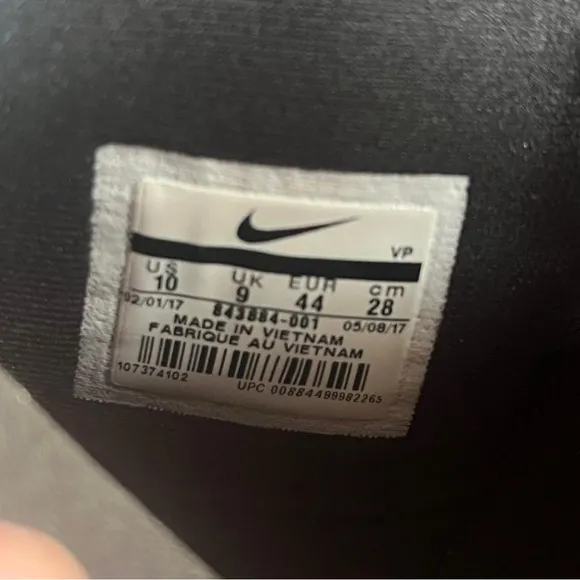 VP
US UK EUR cm
10 9 44 28
02/01/17 843884-001 05/08/17
MADE IN VIETNAM
FABRIQUE AU VIETNAM
107374102 UPC 00884499982265